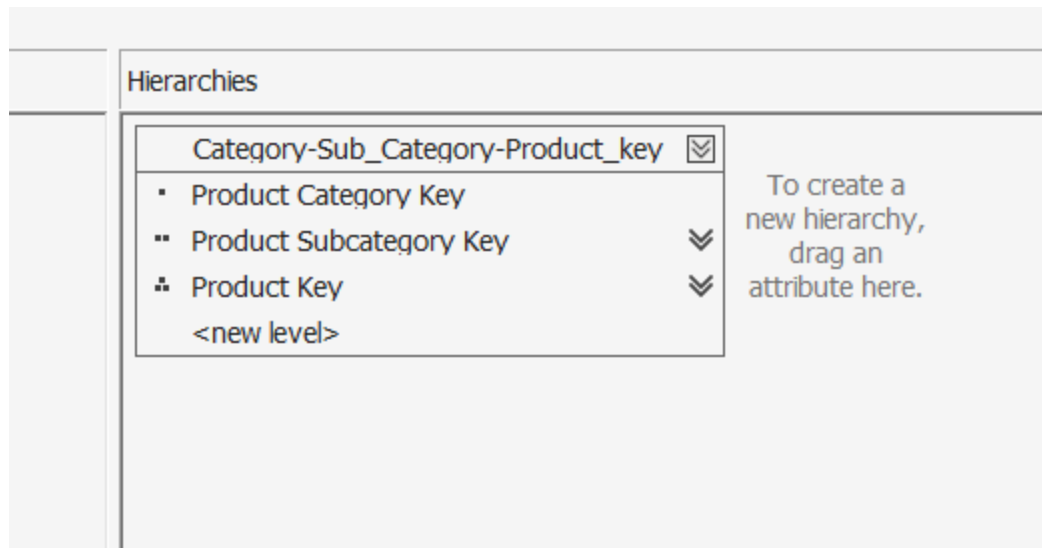 Hierarchies
Category-Sub_Category-Product_key
Product Category Key
Product Subcategory Key
Product Key
<new level>
To create a
new hierarchy,
drag an
attribute here.